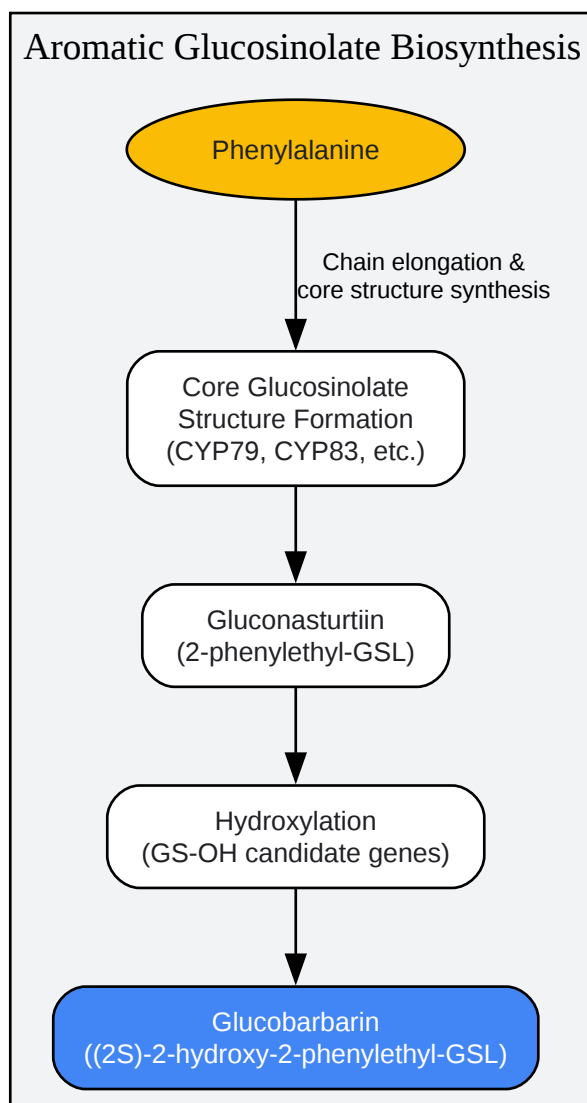 Aromatic Glucosinolate Biosynthesis
Phenylalanine
Chain elongation &
core structure synthesis
Core Glucosinolate
Structure Formation
(CYP79, CYP83, etc.)
Gluconasturtiin
(2-phenylethyl-GSL)
Hydroxylation
(GS-OH candidate genes)
Glucobarbarin
((2S)-2-hydroxy-2-phenylethyl-GSL)